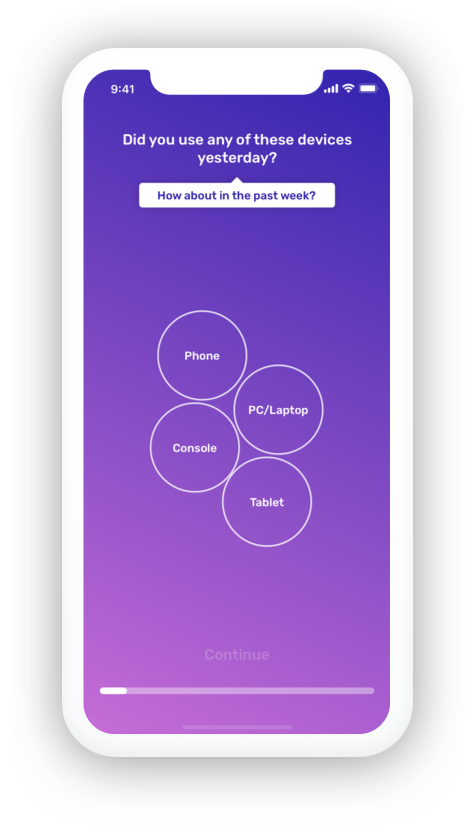 9:41
Did you use any of these devices
yesterday?
How about in the past week?
Phone
PC/Laptop
Console
Tablet
Continue